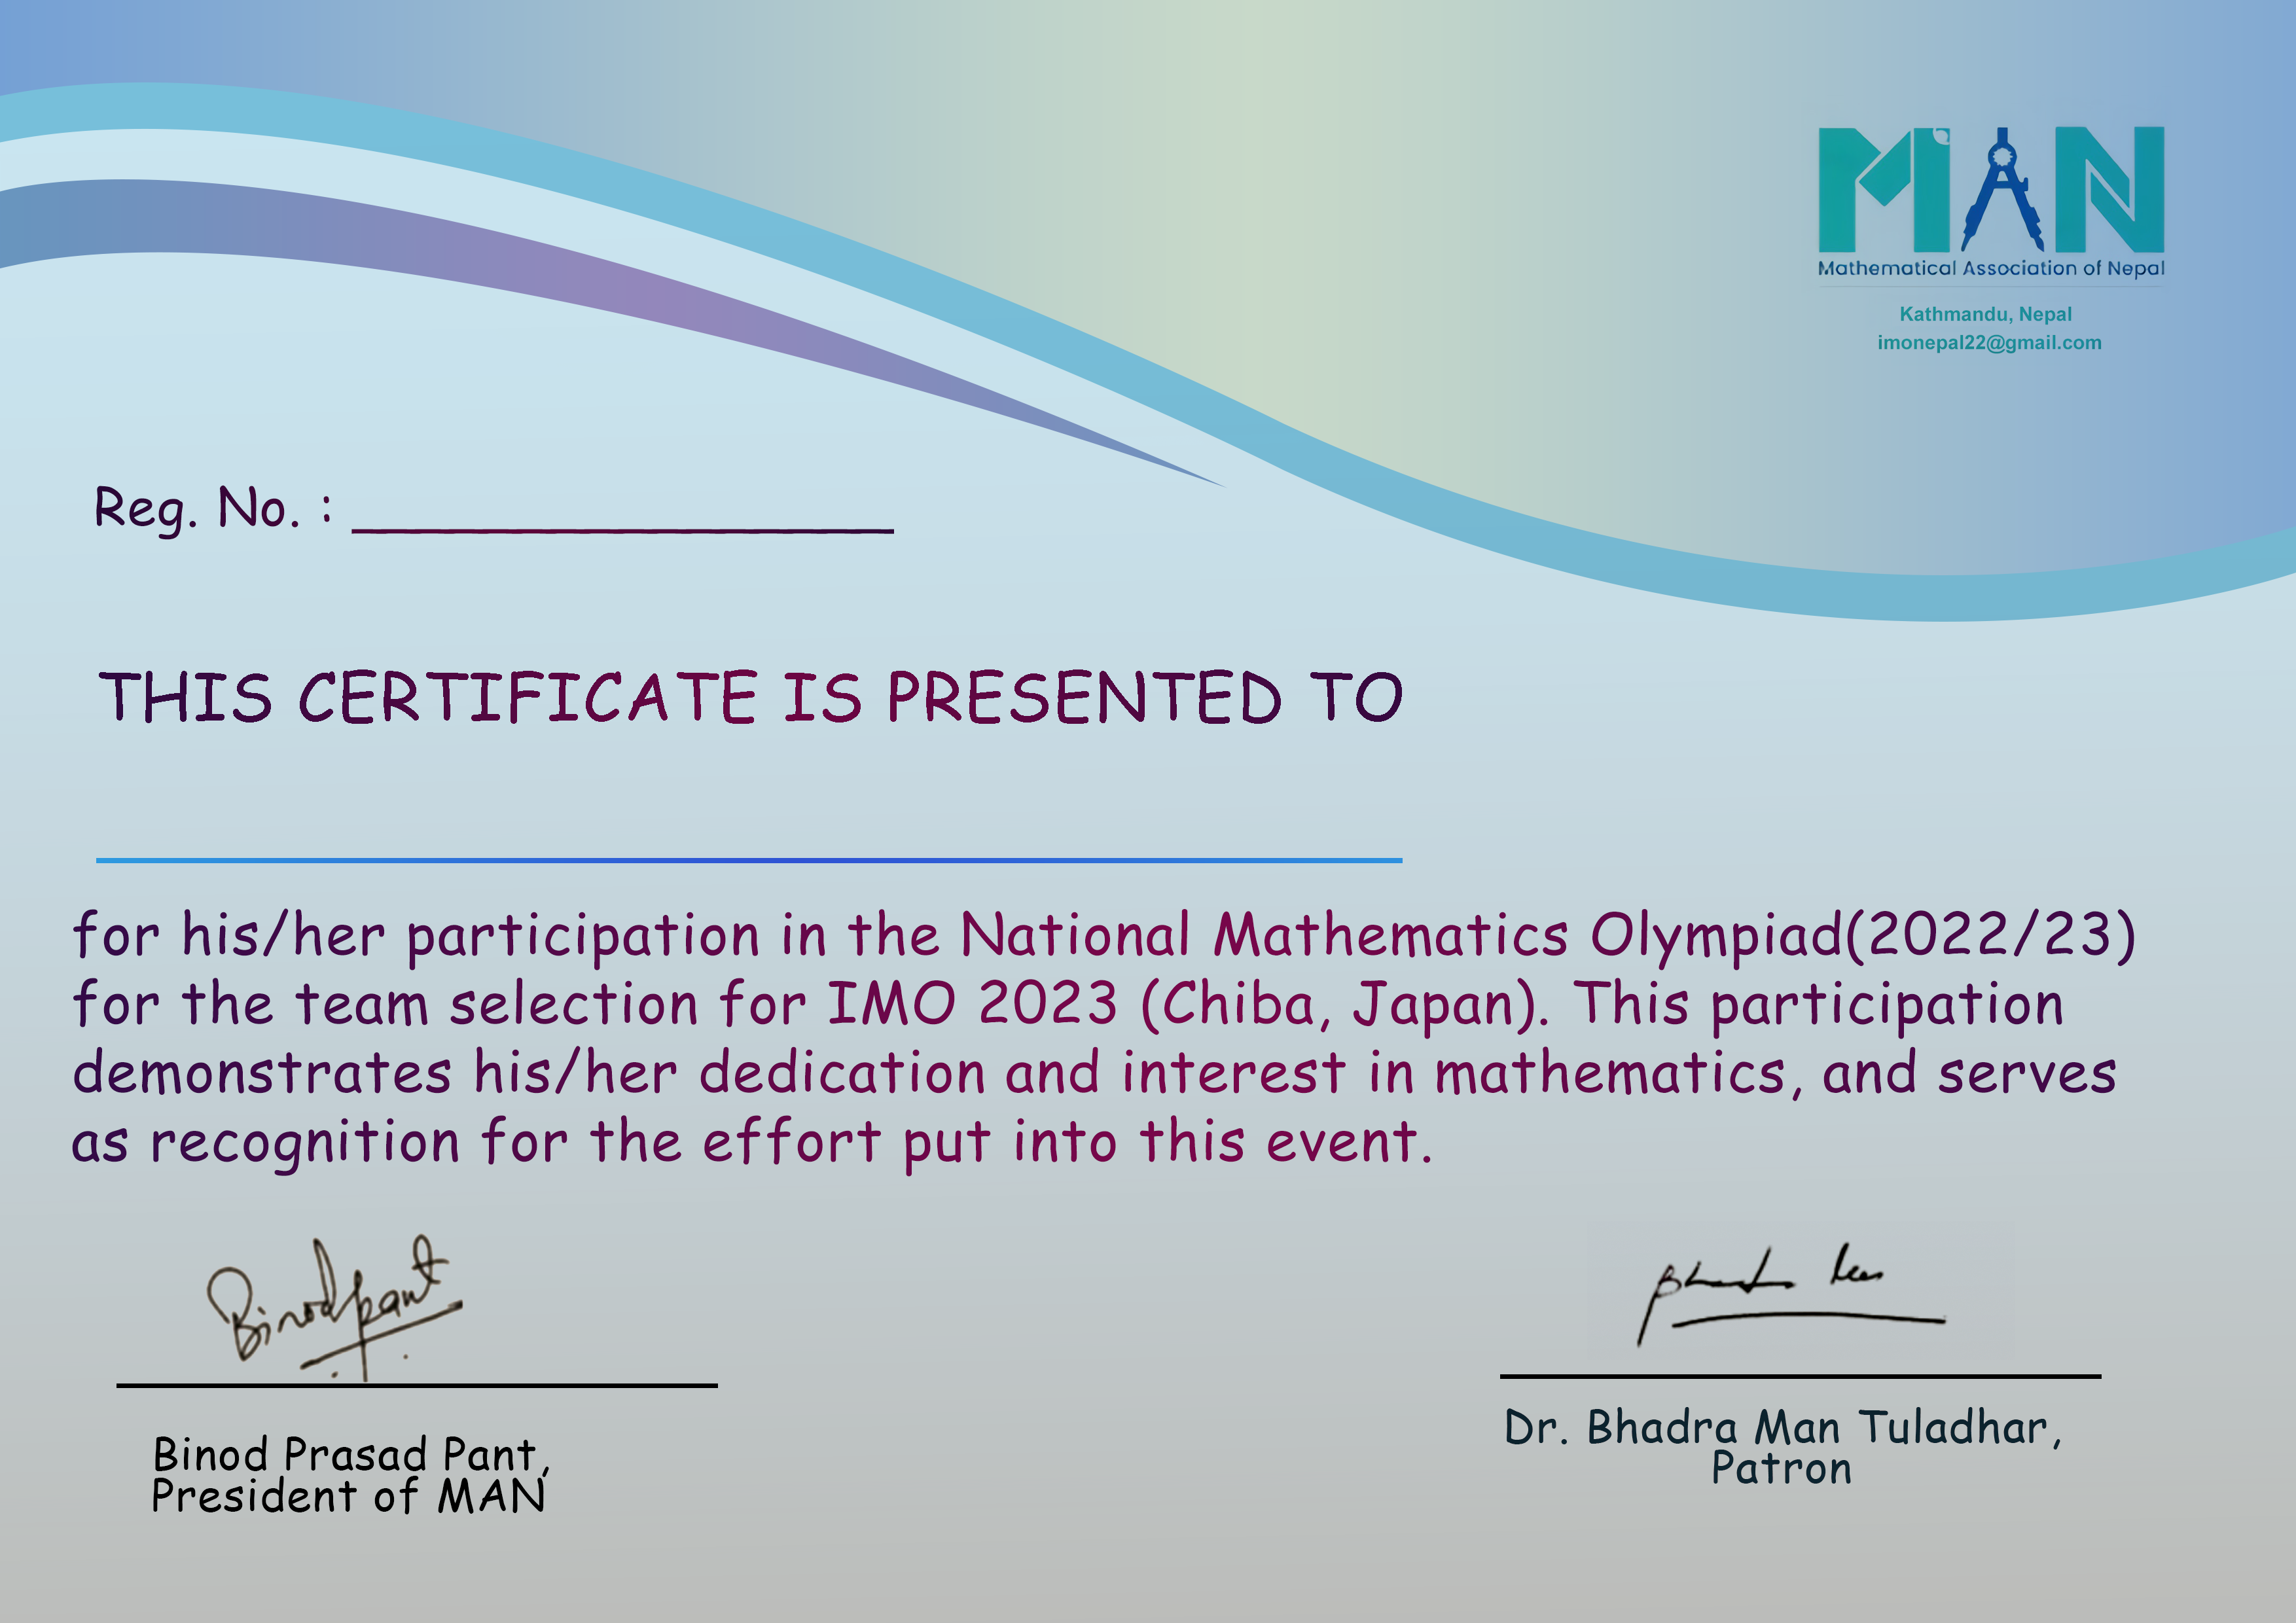 MAN
Mathematical Association of Nepal
Kathmandu, Nepal
imonepal22@gmail.com
Reg. No. : ____________________
THIS CERTIFICATE IS PRESENTED TO
for his/her participation in the National Mathematics Olympiad(2022/23)
for the team selection for IMO 2023 (Chiba, Japan). This participation
demonstrates his/her dedication and interest in mathematics, and serves
as recognition for the effort put into this event.
Binod pant
Binod Prasad Pant,
President of MAN
Dr. Bhadra Man Tuladhar,
Patron